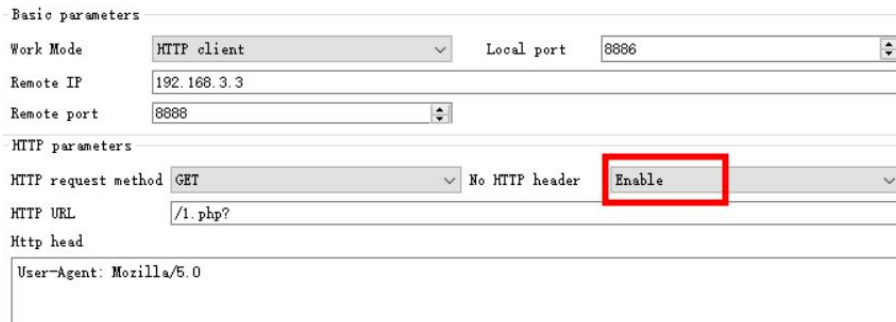 Basic parameters
Work Mode HTTP client Local port 8886
Remote IP 192.168.3.3
Remote port 8888
HTTP parameters
HTTP request method GET No HTTP header Enable
HTTP URL /1.php?
Http head
User-Agent: Mozilla/5.0